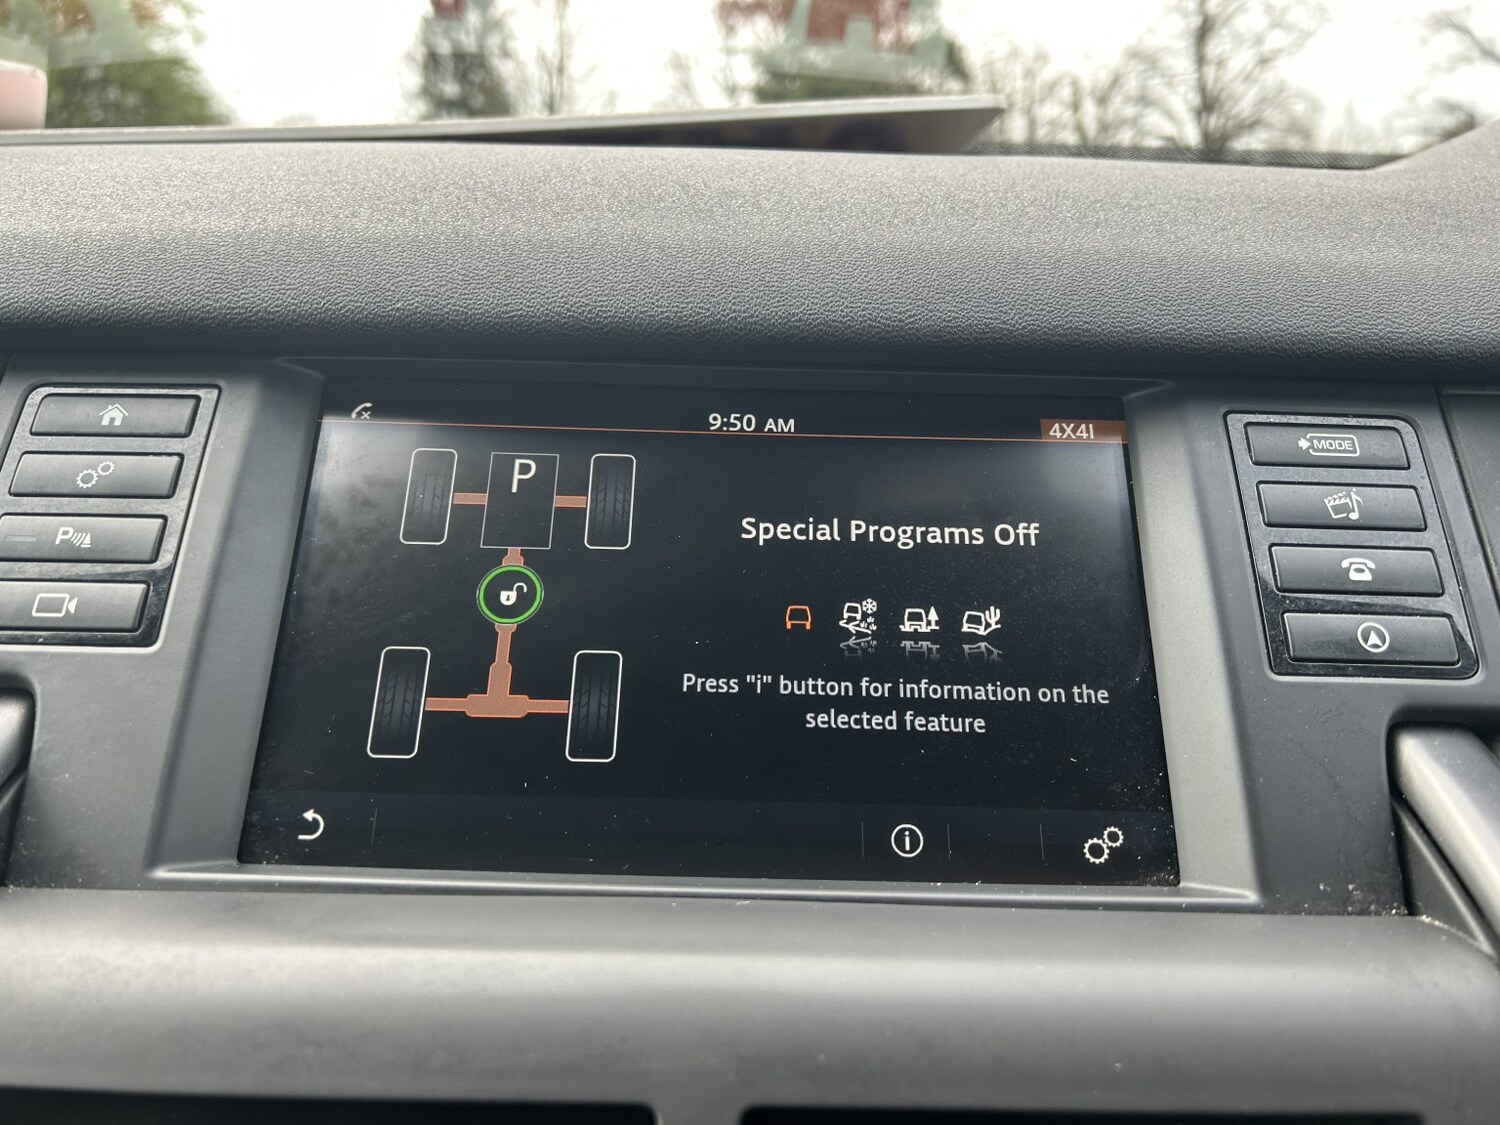 9:50 AM
4X4I
P
Special Programs Off
Press "i" button for information on the
selected feature
i
P
MODE